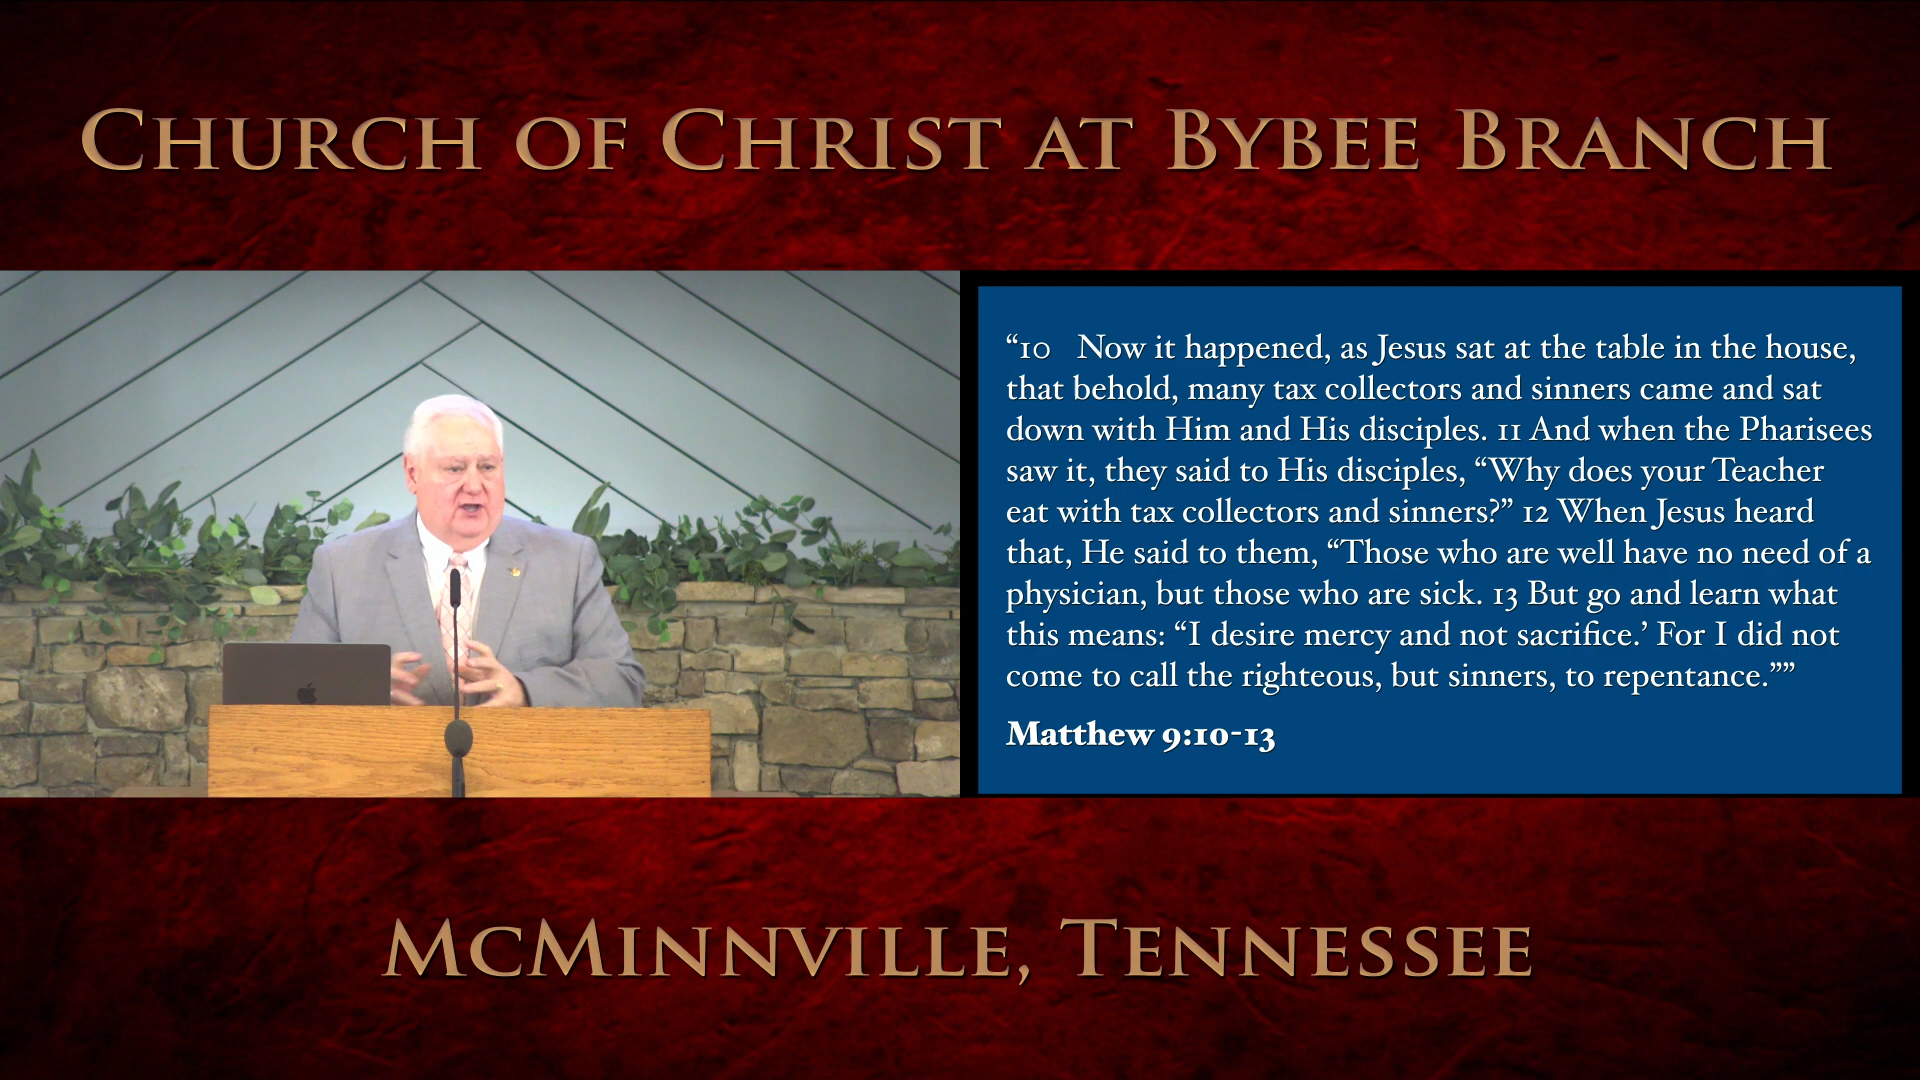 Church of Christ at Bybee Branch
“10 Now it happened, as Jesus sat at the table in the house,
that behold, many tax collectors and sinners came and sat
down with Him and His disciples. 11 And when the Pharisees
saw it, they said to His disciples, “Why does your Teacher
eat with tax collectors and sinners?” 12 When Jesus heard
that, He said to them, “Those who are well have no need of a
physician, but those who are sick. 13 But go and learn what
this means: “I desire mercy and not sacrifice.’ For I did not
come to call the righteous, but sinners, to repentance.””
Matthew 9:10-13
McMinnville, Tennessee